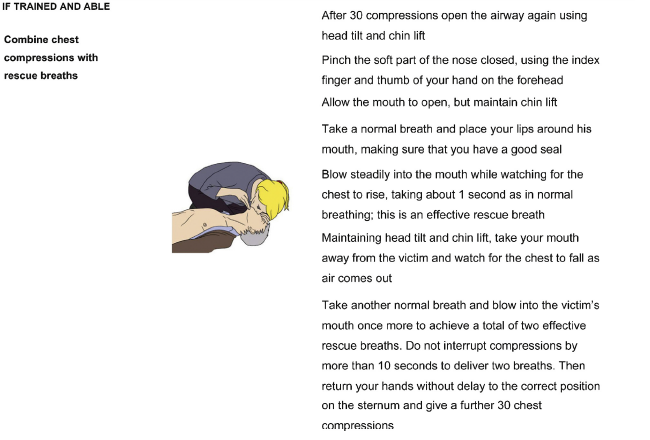 IF TRAINED AND ABLE
Combine chest
compressions with
rescue breaths
After 30 compressions open the airway again using
head tilt and chin lift
Pinch the soft part of the nose closed, using the index
finger and thumb of your hand on the forehead
Allow the mouth to open, but maintain chin lift
Take a normal breath and place your lips around his
mouth, making sure that you have a good seal
Blow steadily into the mouth while watching for the
chest to rise, taking about 1 second as in normal
breathing; this is an effective rescue breath
Maintaining head tilt and chin lift, take your mouth
away from the victim and watch for the chest to fall as
air comes out
Take another normal breath and blow into the victim’s
mouth once more to achieve a total of two effective
rescue breaths. Do not interrupt compressions by
more than 10 seconds to deliver two breaths. Then
return your hands without delay to the correct position
on the sternum and give a further 30 chest
compressions